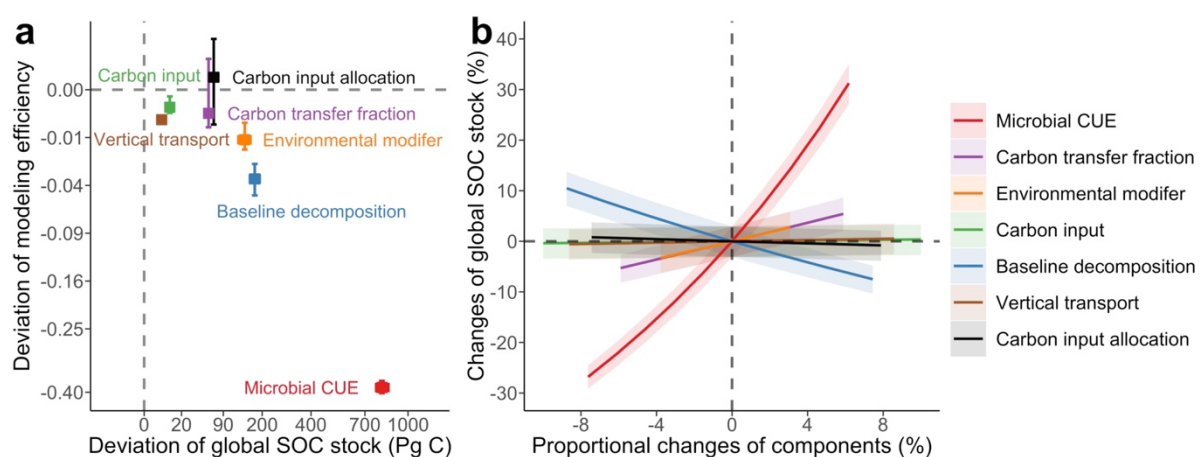 a
Deviation of modeling efficiency
0.00
-0.01
-0.04
-0.09
-0.16
-0.25
-0.40
Carbon input
Carbon input allocation
Carbon transfer fraction
Vertical transport
Environmental modifer
Baseline decomposition
Microbial CUE
0 20 90 200 400 700 1000
Deviation of global SOC stock (Pg C)
b
Changes of global SOC stock (%)
40
30
20
10
0
-10
-20
-30
-8 -4 0 4 8
Proportional changes of components (%)
Microbial CUE
Carbon transfer fraction
Environmental modifer
Carbon input
Baseline decomposition
Vertical transport
Carbon input allocation